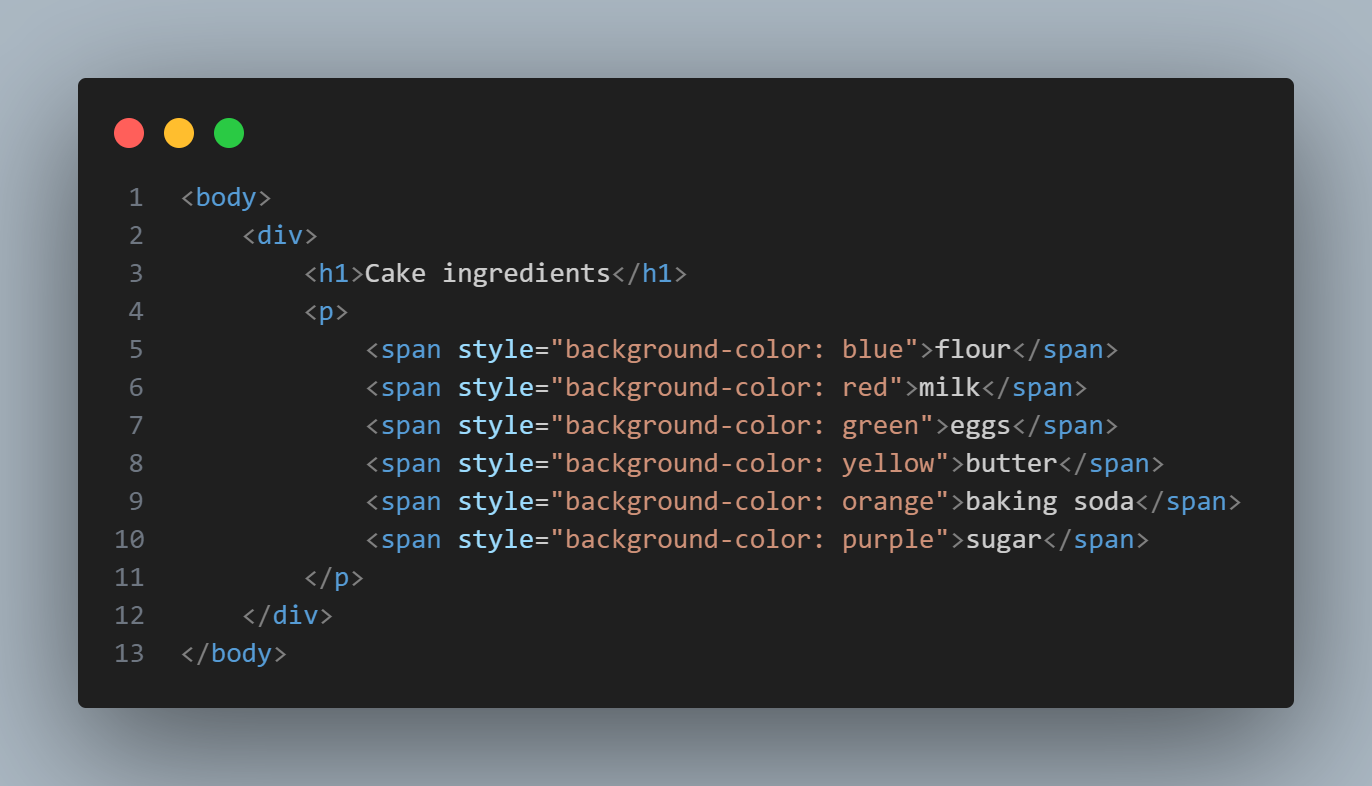 1 <body>
2     <div>
3         <h1>Cake ingredients</h1>
4         <p>
5             <span style="background-color: blue">flour</span>
6             <span style="background-color: red">milk</span>
7             <span style="background-color: green">eggs</span>
8             <span style="background-color: yellow">butter</span>
9             <span style="background-color: orange">baking soda</span>
10             <span style="background-color: purple">sugar</span>
11         </p>
12     </div>
13 </body>